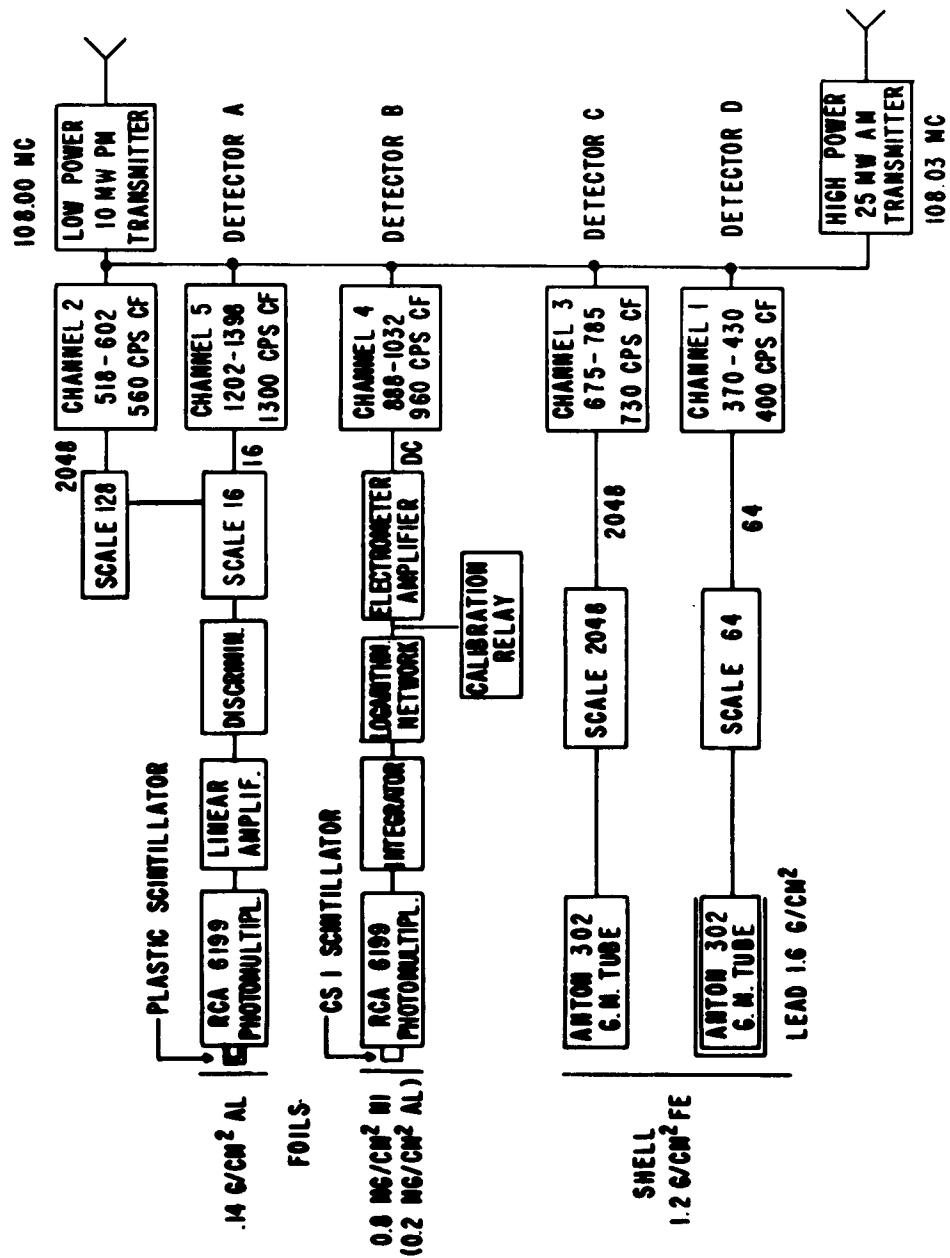 108.00 MC
LOW POWER
10 MW PM
TRANSMITTER
2048
CHANNEL 2
518-602
560 CPS CF
SCALE 128
PLASTIC SCINTILLATOR
RCA 6199
PHOTOMULTIPL.
LINEAR
AMPLIF.
DISCRIMIN.
SCALE 16
16
CHANNEL 5
1202-1398
1300 CPS CF
DETECTOR A
.14 G/CM² AL
FOILS
CS I SCINTILLATOR
0.8 MG/CM² NI
(0.2 MG/CM² AL)
RCA 6199
PHOTOMULTIPL.
INTEGRATOR
LOGARITHM.
NETWORK
ELECTROMETER
AMPLIFIER
DC
CHANNEL 4
888-1032
960 CPS CF
DETECTOR B
CALIBRATION
RELAY
ANTON 302
G.M. TUBE
SCALE 2048
2048
CHANNEL 3
675-785
730 CPS CF
DETECTOR C
SHELL
1.2 G/CM² FE
ANTON 302
G.M. TUBE
SCALE 64
64
CHANNEL 1
370-430
400 CPS CF
DETECTOR D
LEAD 1.6 G/CM²
HIGH POWER
25 MW AM
TRANSMITTER
108.03 MC